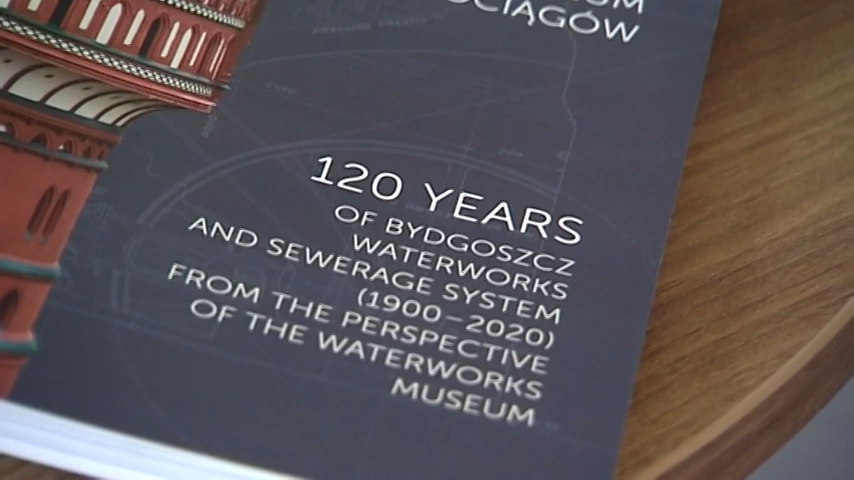 120 YEARS
OF BYDGOSZCZ
WATERWORKS
AND SEWERAGE SYSTEM
(1900–2020)
FROM THE PERSPECTIVE
OF THE WATERWORKS
MUSEUM